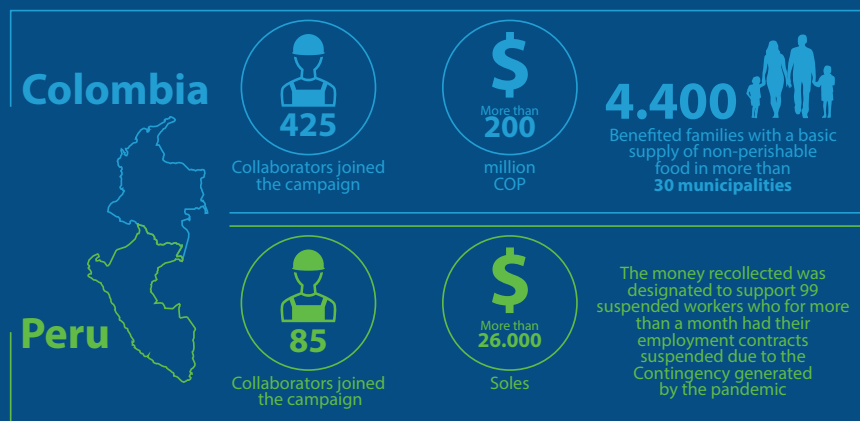 Colombia
425
Collaborators joined
the campaign
$
More than
200
million
COP
4.400
Benefited families with a basic
supply of non-perishable
food in more than
30 municipalities
Peru
85
Collaborators joined
the campaign
$
More than
26.000
Soles
The money recollected was
designated to support 99
suspended workers who for more
than a month had their
employment contracts
suspended due to the
Contingency generated
by the pandemic